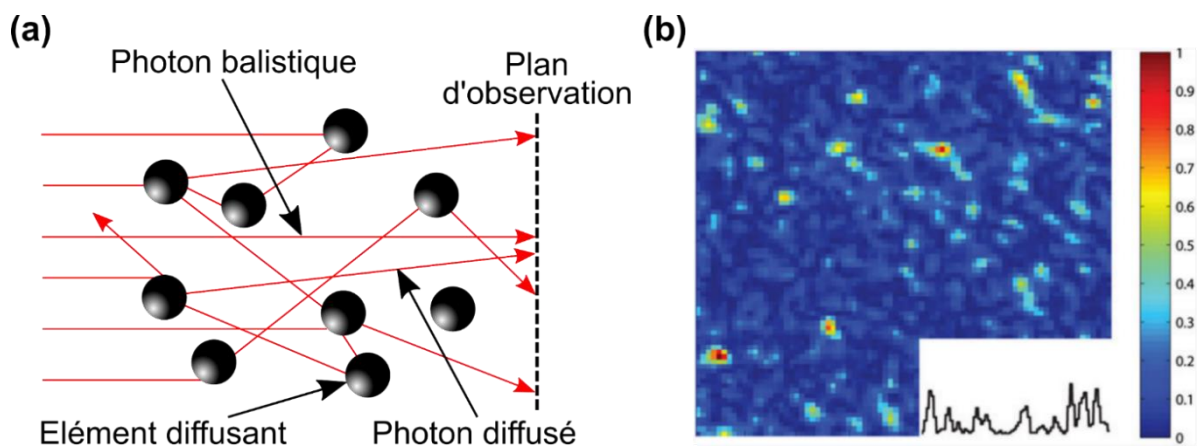 (a)
Photon balistique
Plan
d'observation
Elément diffusant
Photon diffusé
(b)
1
0.9
0.8
0.7
0.6
0.5
0.4
0.3
0.2
0.1
0